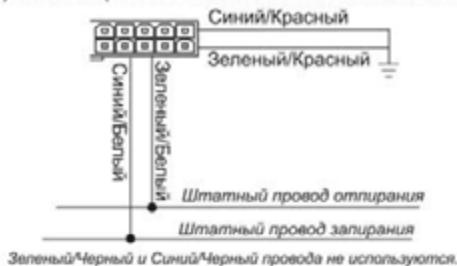 Синий/Красный
Зеленый/Красный
Синий/Белый
Зеленый/Белый
Штатный провод отпирания
Штатный провод запирания
Зеленый/Черный и Синий/Черный провода не используются.